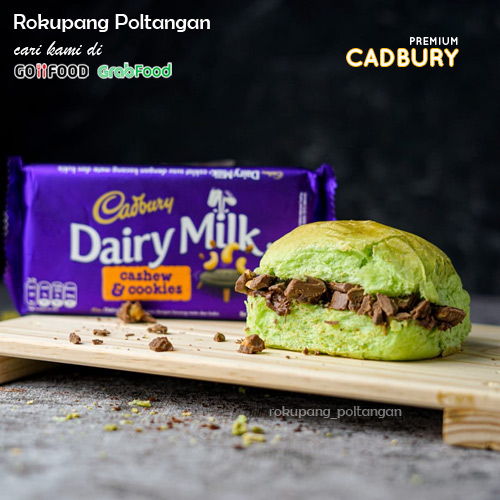 Rokupang Poltangan
cari kami di
GOFOOD GrabFood
PREMIUM
CADBURY
Cadbury
Dairy Milk
cashew
& cookies
rokupang_poltangan